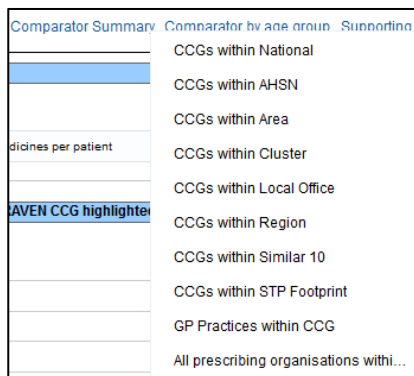 Comparator Summary Comparator by age group Supporting
CCGs within National
CCGs within AHSN
CCGs within Area
dicines per patient
CCGs within Cluster
CCGs within Local Office
RAVEN CCG highlighte
CCGs within Region
CCGs within Similar 10
CCGs within STP Footprint
GP Practices within CCG
All prescribing organisations withi...